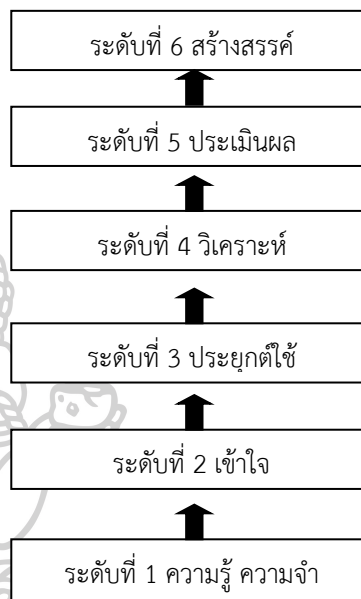 ระดับที่ 6 สร้างสรรค์
ระดับที่ 5 ประเมินผล
ระดับที่ 4 วิเคราะห์
ระดับที่ 3 ประยุกต์ใช้
ระดับที่ 2 เข้าใจ
ระดับที่ 1 ความรู้ ความจำ